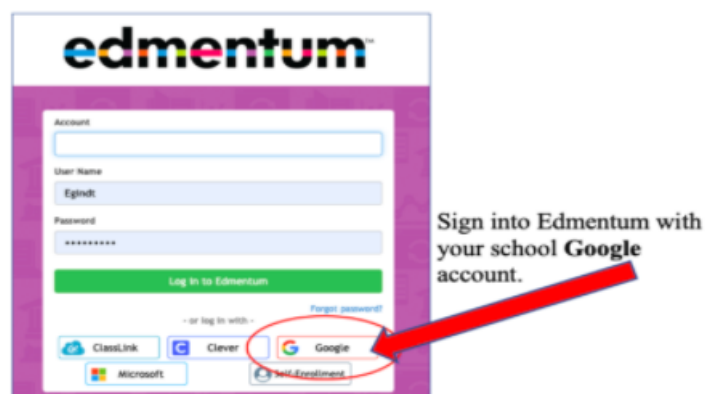 edmentum™
Account
User Name
Egindt
Password
•••••••••
Log In to Edmentum
Forgot password?
- or log in with -
ClassLink
Clever
Google
Microsoft
Self-Enrollment
Sign into Edmentum with
your school Google
account.